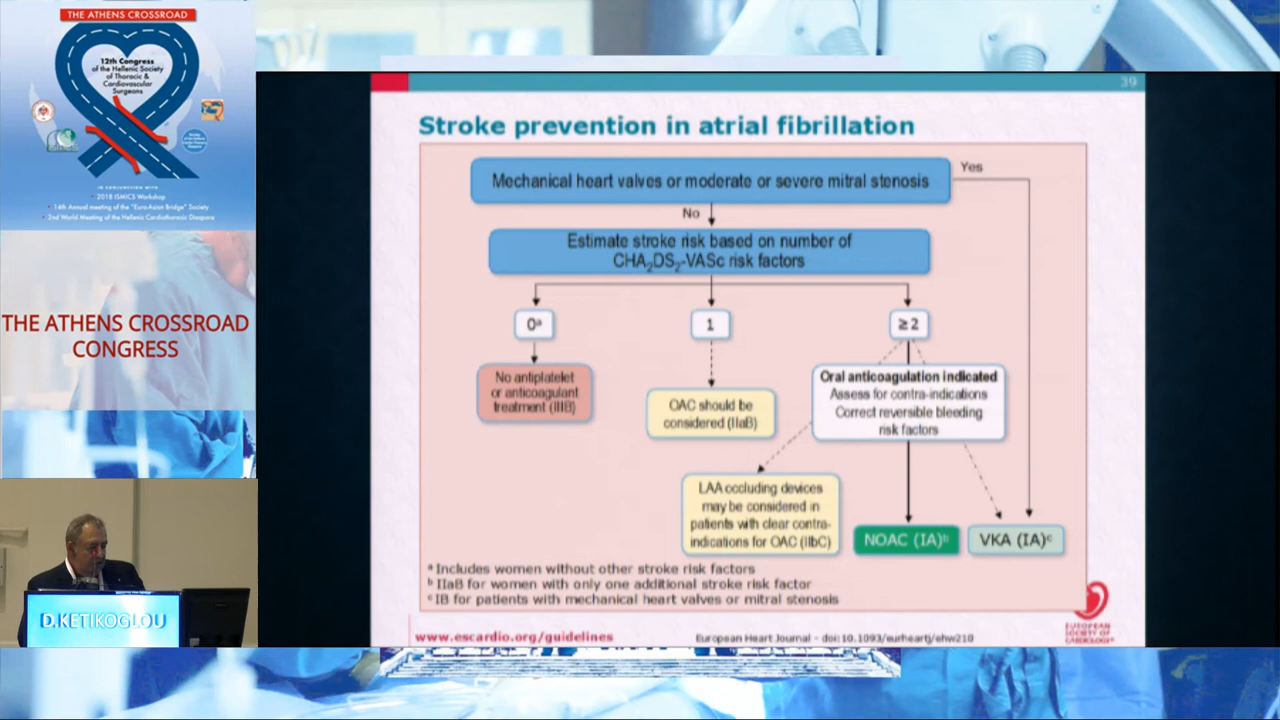 THE ATHENS CROSSROAD
12th Congress
of the Hellenic Society
of Thoracic &
Cardiovascular
Surgeons
IN CONJUNCTION WITH
• 2018 ISMICS Workshop
• 14th Annual meeting of the "Euro-Asian Bridge" Society
• 2nd World Meeting of the Hellenic Cardiothoracic Diaspora
THE ATHENS CROSSROAD
CONGRESS
D.KETIKOGLOU
39
Stroke prevention in atrial fibrillation
Mechanical heart valves or moderate or severe mitral stenosis
Yes
No
Estimate stroke risk based on number of
CHA₂DS₂-VASc risk factors
0ᵃ
1
≥2
No antiplatelet
or anticoagulant
treatment (IIIB)
OAC should be
considered (IIaB)
Oral anticoagulation indicated
Assess for contra-indications
Correct reversible bleeding
risk factors
LAA occluding devices
may be considered in
patients with clear contra-
indications for OAC (IIbC)
NOAC (IA)ᵇ
VKA (IA)ᶜ
ᵃ Includes women without other stroke risk factors
ᵇ IIaB for women with only one additional stroke risk factor
ᶜ IB for patients with mechanical heart valves or mitral stenosis
www.escardio.org/guidelines
European Heart Journal - doi:10.1093/eurheartj/ehw210
EUROPEAN
SOCIETY OF
CARDIOLOGY®